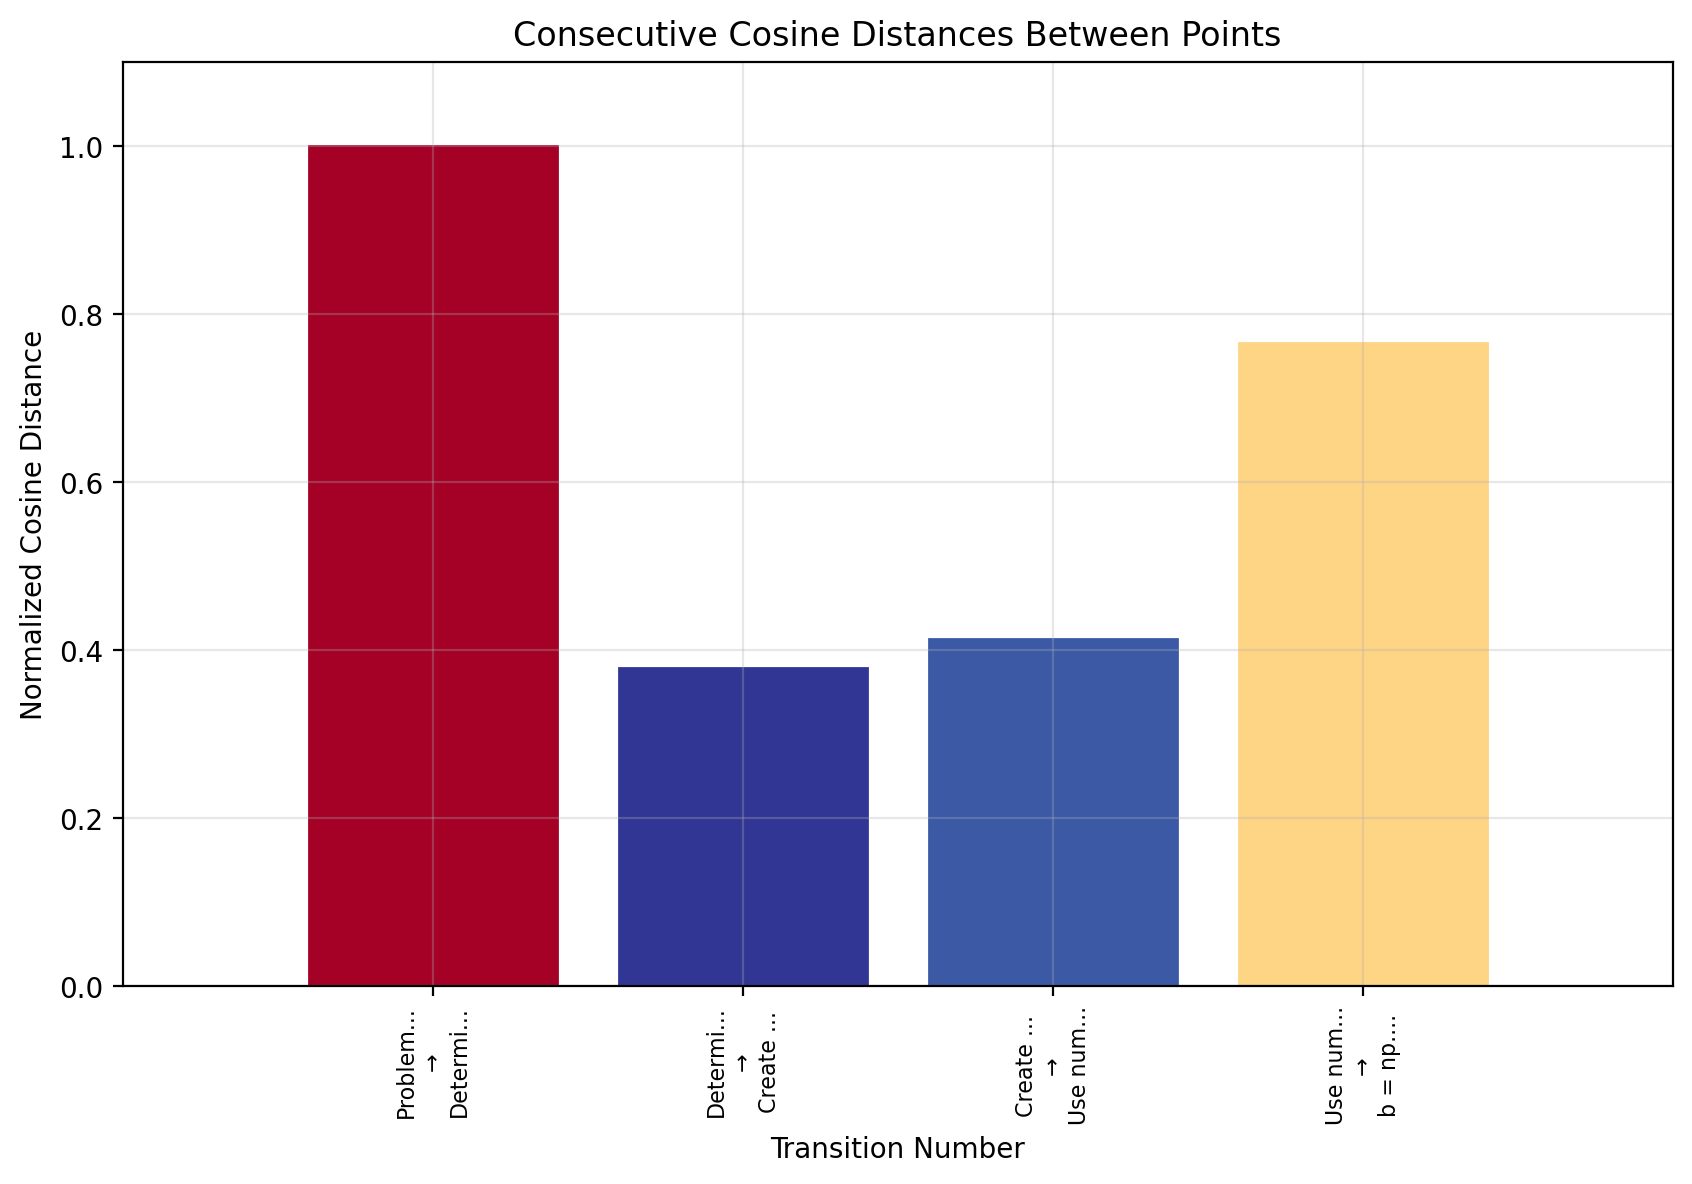 Consecutive Cosine Distances Between Points
Normalized Cosine Distance
1.0
0.8
0.6
0.4
0.2
0.0
Problem...
→
Determi...
Determi...
→
Create ...
Create ...
→
Use num...
Use num...
→
b = np....
Transition Number